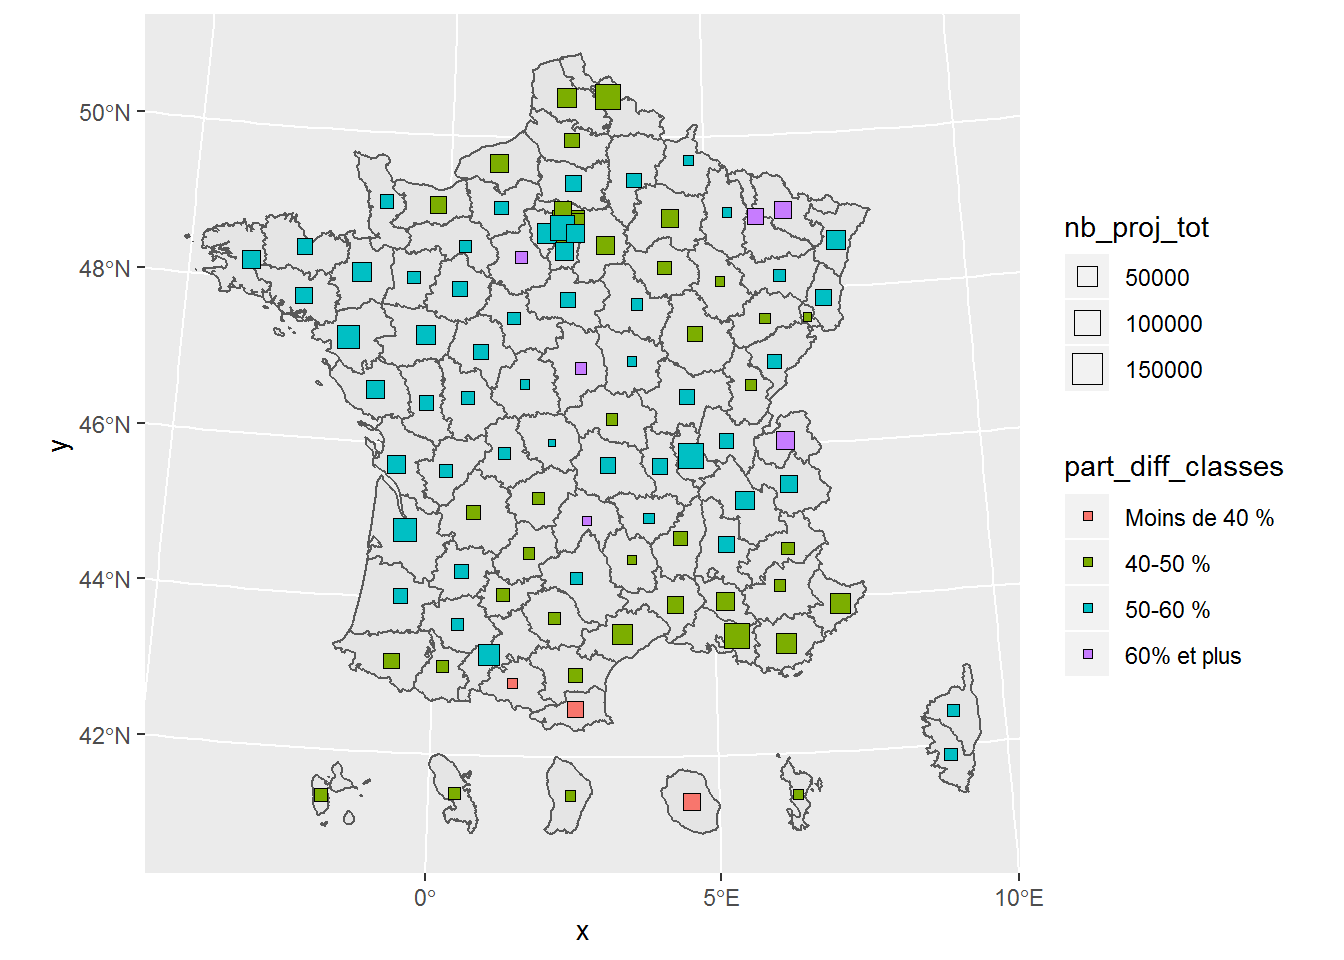 50°N
48°N
46°N
44°N
42°N
y
0°
5°E
10°E
x
nb_proj_tot
50000
100000
150000
part_diff_classes
Moins de 40 %
40-50 %
50-60 %
60% et plus